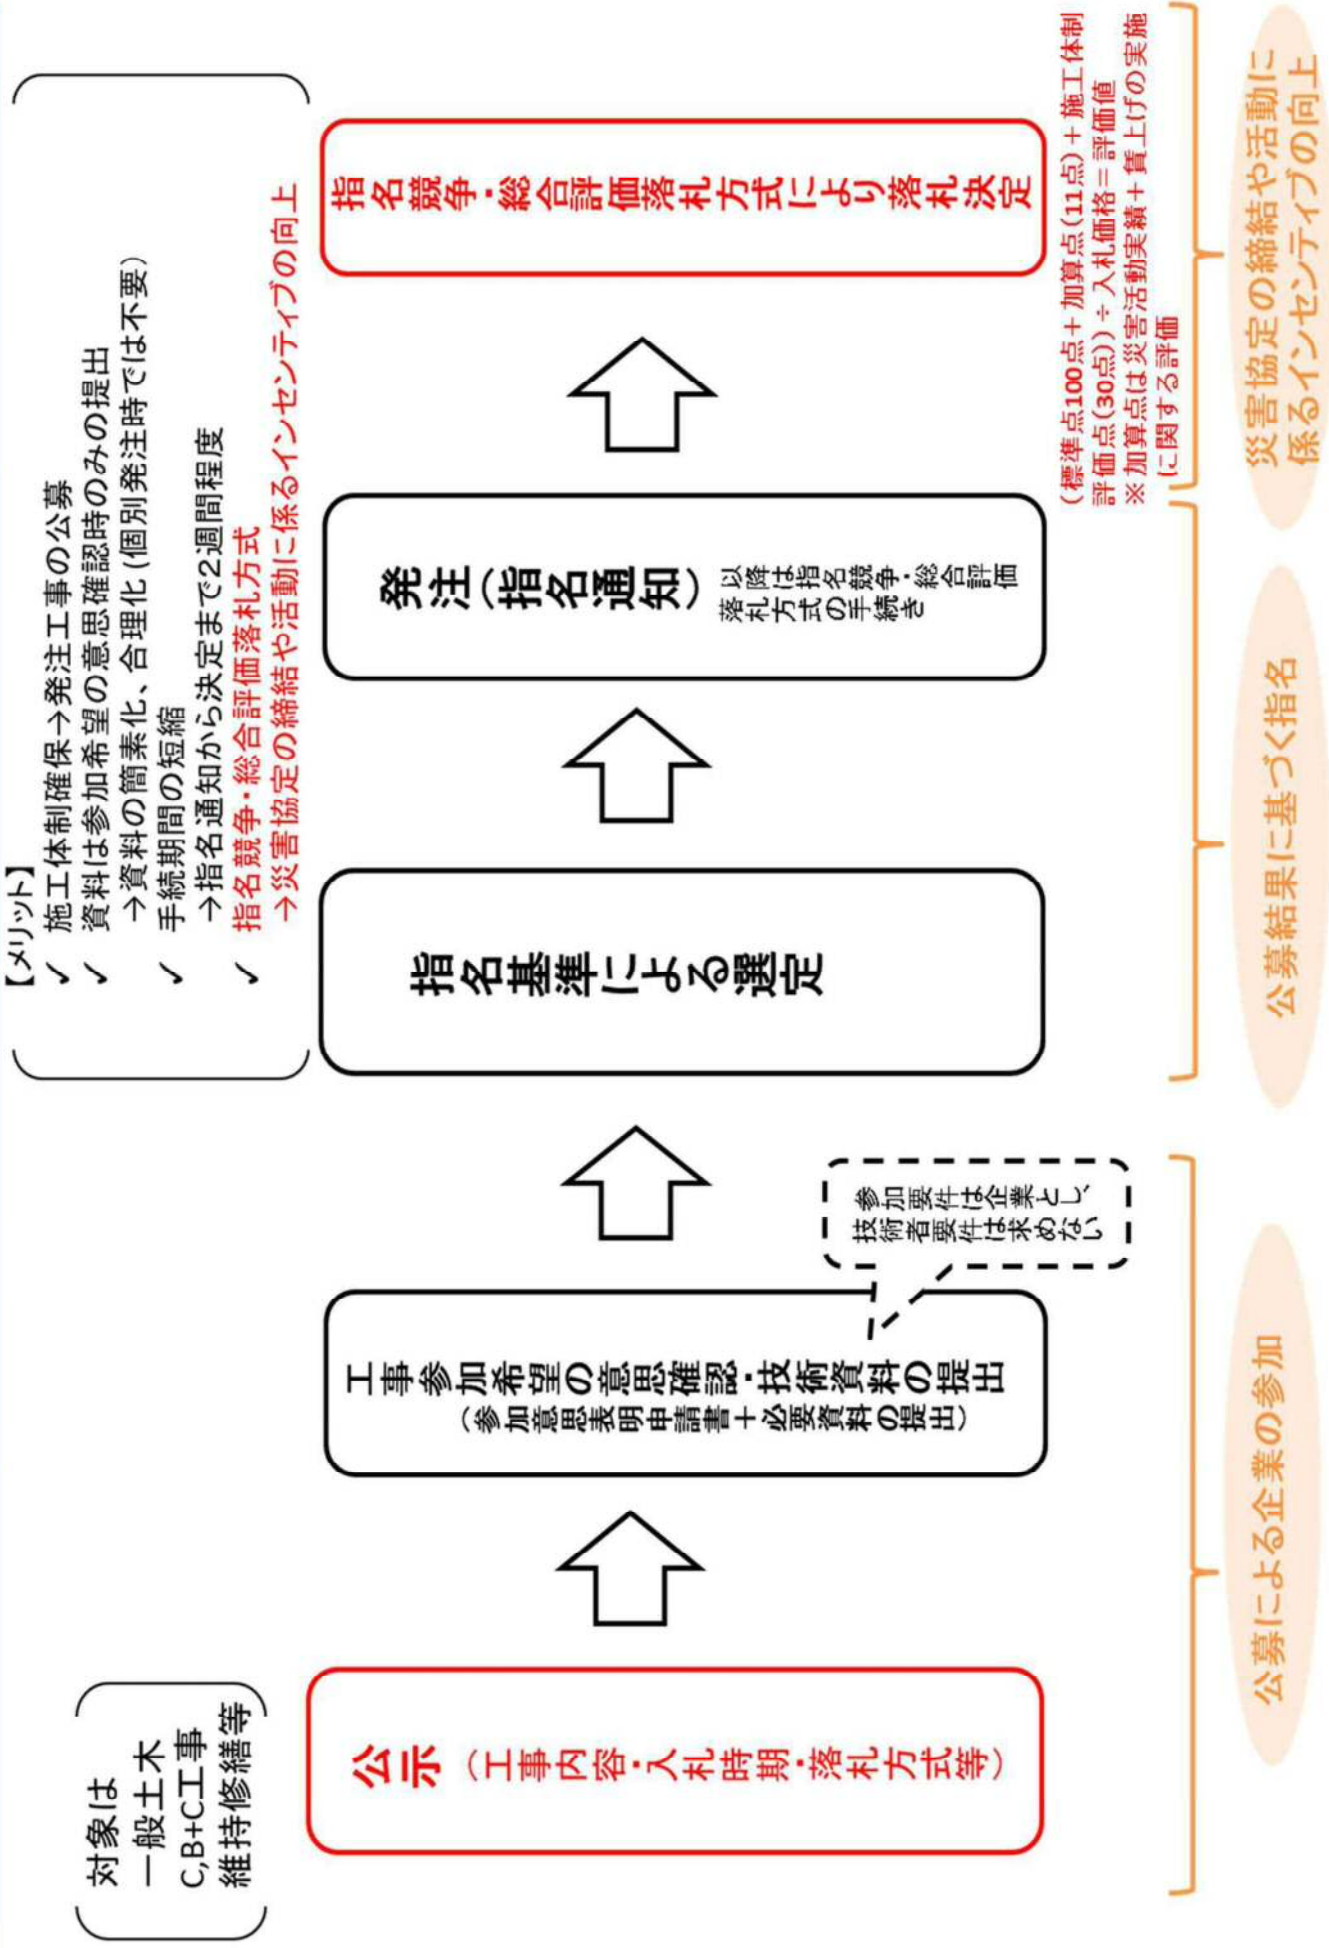 対象は
一般土木
C,B+C工事
維持修繕等
【メリット】
✓ 施工体制確保→発注工事の公募
✓ 資料は参加希望の意思確認時のみの提出
→資料の簡素化、合理化(個別発注時では不要)
✓ 手続期間の短縮
→指名通知から決定まで2週間程度
✓ 指名競争・総合評価落札方式
→災害協定の締結や活動に係るインセンティブの向上
公示(工事内容・入札時期・落札方式等)
工事参加希望の意思確認・技術資料の提出
(参加意思表明申請書+必要資料の提出)
参加要件は企業とし、
技術者要件は求めない
指名基準による選定
発注(指名通知)
以降は指名競争・総合評価
落札方式の手続き
指名競争・総合評価落札方式により落札決定
(標準点100点+加算点(11点)+施工体制
評価点(30点))÷入札価格=評価値
※加算点は災害活動実績+賃上げの実施
に関する評価
公募による企業の参加
公募結果に基づく指名
災害協定の締結や活動に
係るインセンティブの向上